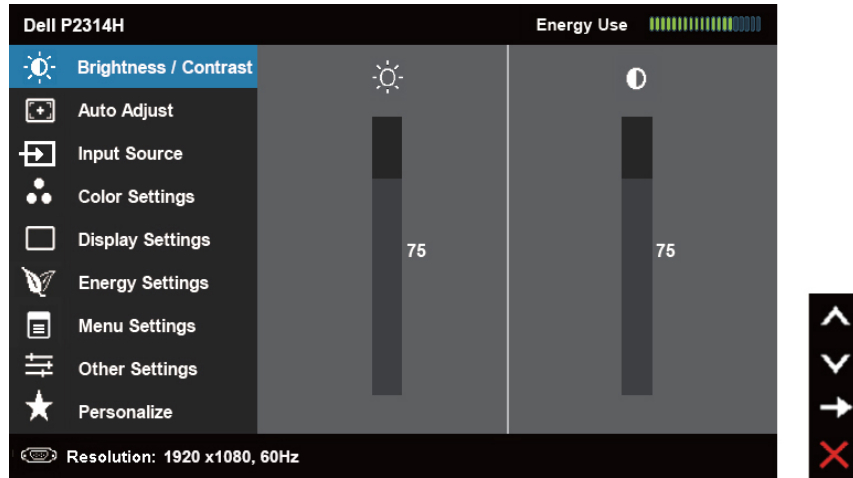 Dell P2314H
Energy Use
Brightness / Contrast
Auto Adjust
Input Source
Color Settings
Display Settings
Energy Settings
Menu Settings
Other Settings
Personalize
75
75
Resolution: 1920 x1080, 60Hz